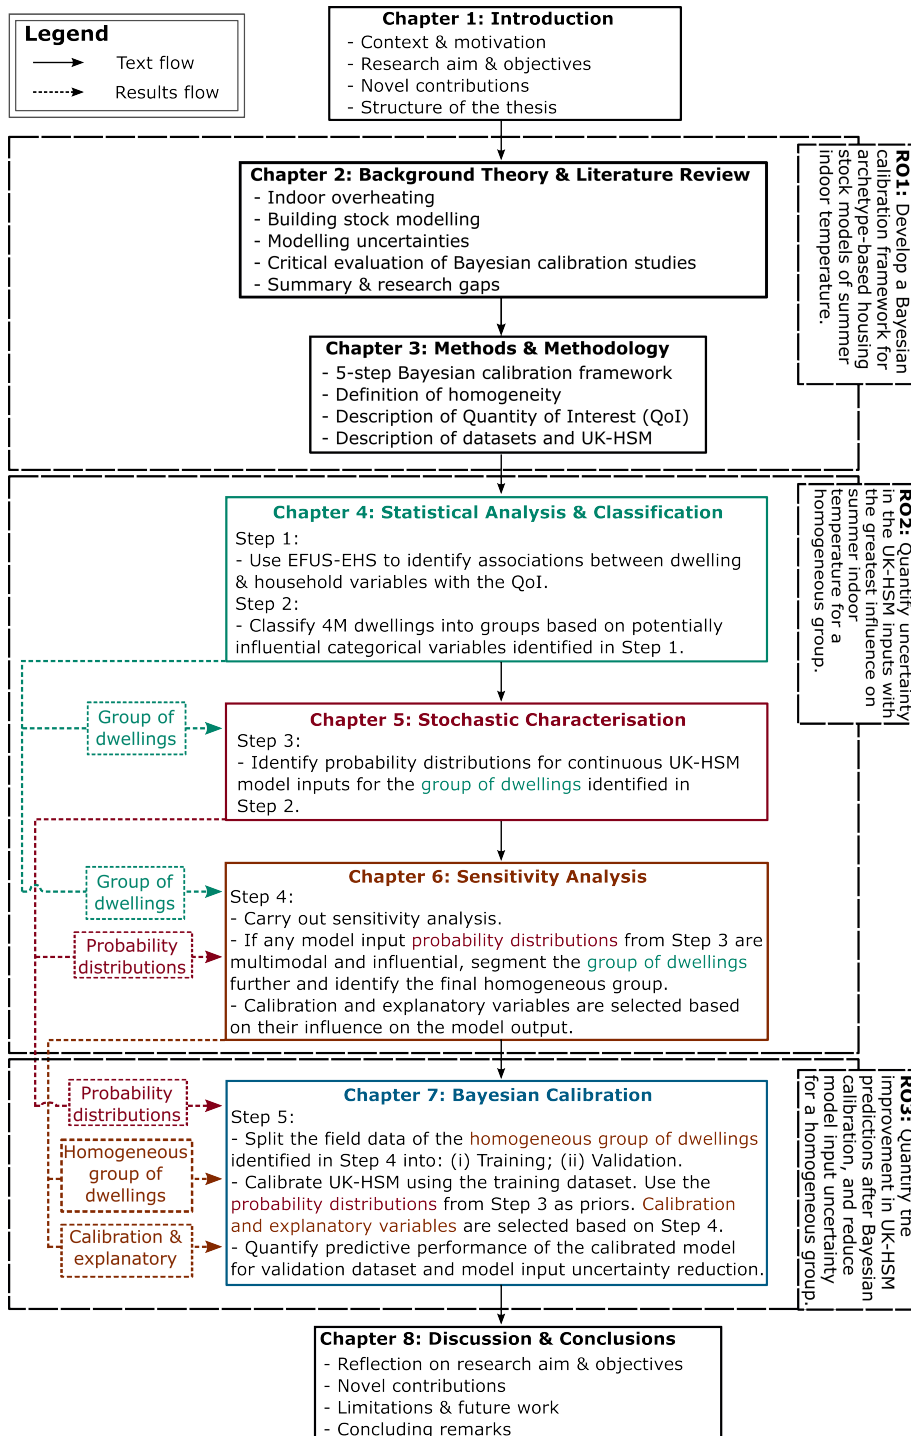 Legend
Text flow
Results flow
Chapter 1: Introduction
- Context & motivation
- Research aim & objectives
- Novel contributions
- Structure of the thesis
RO1: Develop a Bayesian
calibration framework for
archetype-based housing
stock models of summer
indoor temperature.
Chapter 2: Background Theory & Literature Review
- Indoor overheating
- Building stock modelling
- Modelling uncertainties
- Critical evaluation of Bayesian calibration studies
- Summary & research gaps
Chapter 3: Methods & Methodology
- 5-step Bayesian calibration framework
- Definition of homogeneity
- Description of Quantity of Interest (QoI)
- Description of datasets and UK-HSM
RO2: Quantify uncertainty
in the UK-HSM inputs with
the greatest influence on
summer indoor
temperature for a
homogeneous group.
Chapter 4: Statistical Analysis & Classification
Step 1:
- Use EFUS-EHS to identify associations between dwelling
& household variables with the QoI.
Step 2:
- Classify 4M dwellings into groups based on potentially
influential categorical variables identified in Step 1.
Group of
dwellings
Chapter 5: Stochastic Characterisation
Step 3:
- Identify probability distributions for continuous UK-HSM
model inputs for the group of dwellings identified in
Step 2.
Group of
dwellings
Probability
distributions
Chapter 6: Sensitivity Analysis
Step 4:
- Carry out sensitivity analysis.
- If any model input probability distributions from Step 3 are
multimodal and influential, segment the group of dwellings
further and identify the final homogeneous group.
- Calibration and explanatory variables are selected based
on their influence on the model output.
RO3: Quantify the
improvement in UK-HSM
predictions after Bayesian
calibration, and reduce
model input uncertainty
for a homogeneous group.
Probability
distributions
Homogeneous
group of
dwellings
Calibration &
explanatory
Chapter 7: Bayesian Calibration
Step 5:
- Split the field data of the homogeneous group of dwellings
identified in Step 4 into: (i) Training; (ii) Validation.
- Calibrate UK-HSM using the training dataset. Use the
probability distributions from Step 3 as priors. Calibration
and explanatory variables are selected based on Step 4.
- Quantify predictive performance of the calibrated model
for validation dataset and model input uncertainty reduction.
Chapter 8: Discussion & Conclusions
- Reflection on research aim & objectives
- Novel contributions
- Limitations & future work
- Concluding remarks